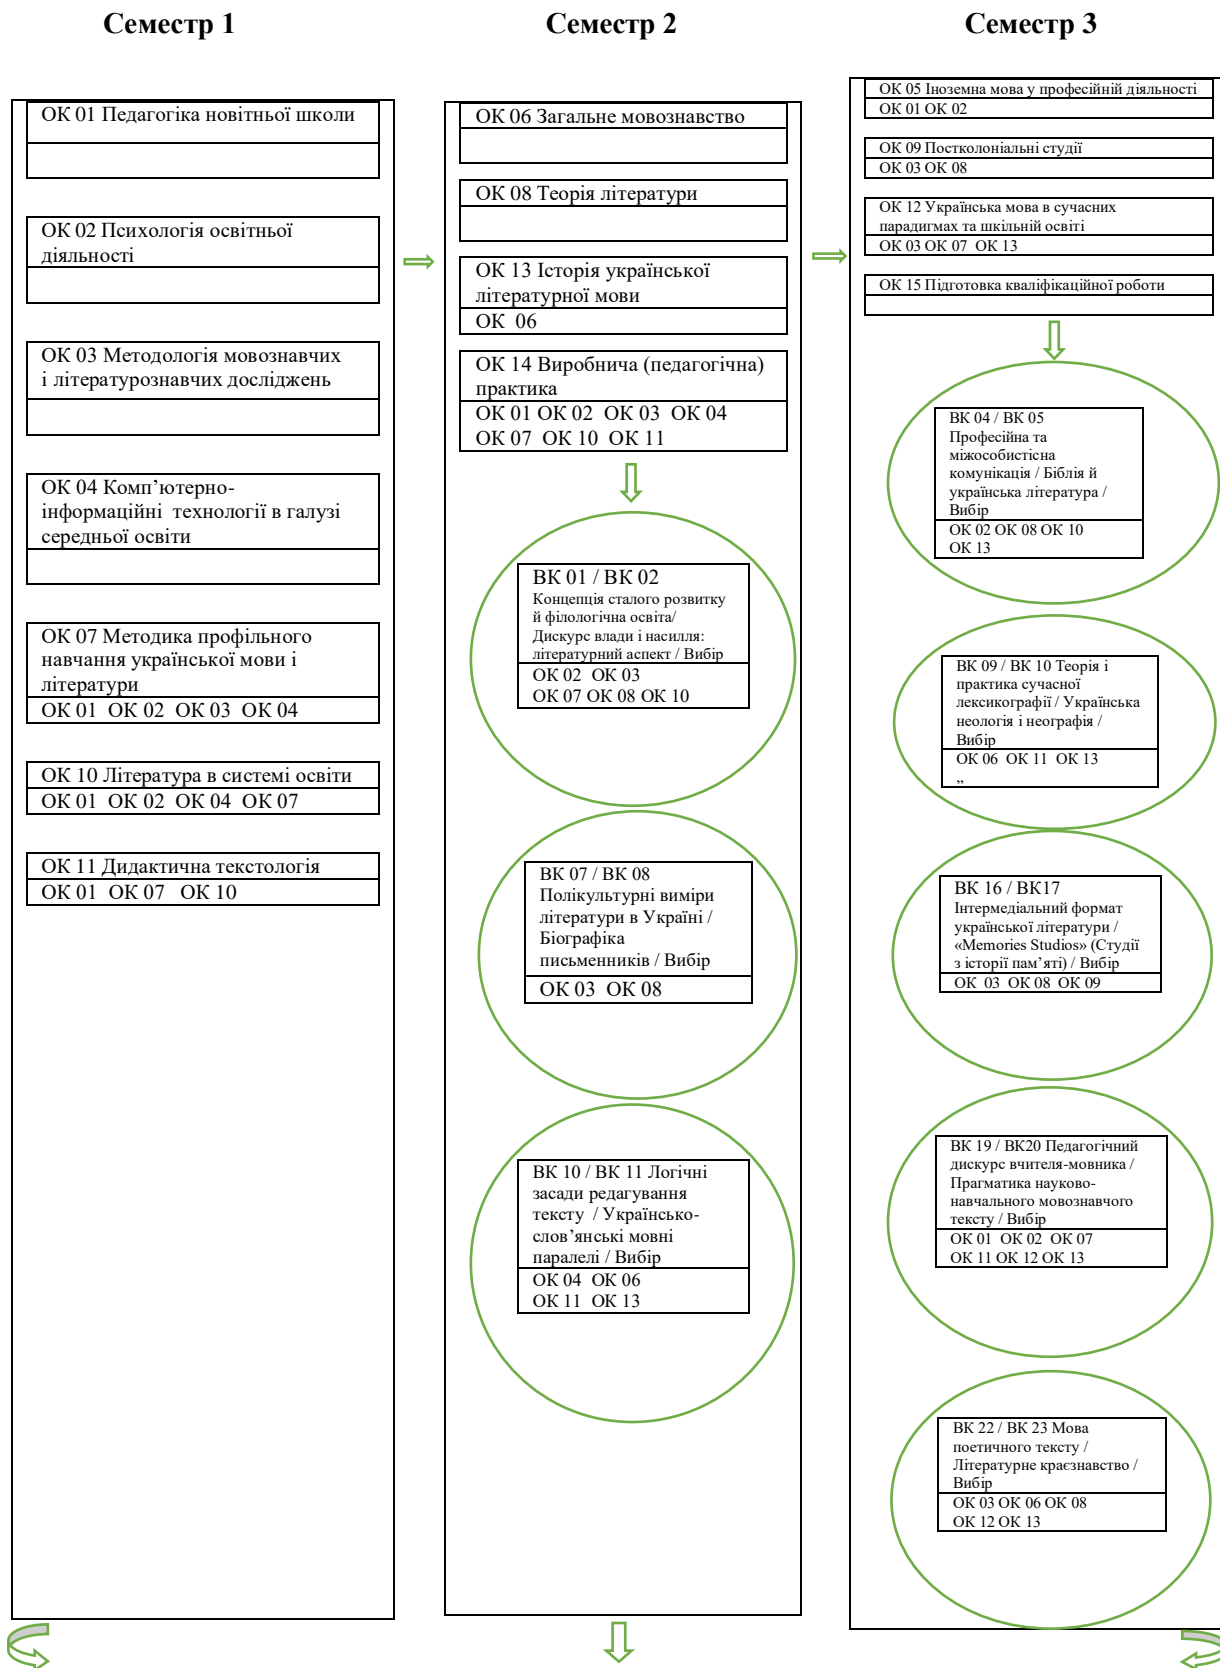 Семестр 1
Семестр 2
Семестр 3
ОК 01 Педагогіка новітньої школи
ОК 02 Психологія освітньої
діяльності
ОК 03 Методологія мовознавчих
і літературознавчих досліджень
ОК 04 Комп’ютерно-
інформаційні технології в галузі
середньої освіти
ОК 07 Методика профільного
навчання української мови і
літератури
ОК 01 ОК 02 ОК 03 ОК 04
ОК 10 Література в системі освіти
ОК 01 ОК 02 ОК 04 ОК 07
ОК 11 Дидактична текстологія
ОК 01 ОК 07 ОК 10
ОК 06 Загальне мовознавство
ОК 08 Теорія літератури
ОК 13 Історія української
літературної мови
ОК 06
ОК 14 Виробнича (педагогічна)
практика
ОК 01 ОК 02 ОК 03 ОК 04
ОК 07 ОК 10 ОК 11
ВК 01 / ВК 02
Концепція сталого розвитку
й філологічна освіта/
Дискурс влади і насилля:
літературний аспект / Вибір
ОК 02 ОК 03
ОК 07 ОК 08 ОК 10
ВК 07 / ВК 08
Полікультурні виміри
літератури в Україні /
Біографіка
письменників / Вибір
ОК 03 ОК 08
ВК 10 / ВК 11 Логічні
засади редагування
тексту / Українсько-
слов’янські мовні
паралелі / Вибір
ОК 04 ОК 06
ОК 11 ОК 13
ОК 05 Іноземна мова у професійній діяльності
ОК 01 ОК 02
ОК 09 Постколоніальні студії
ОК 03 ОК 08
ОК 12 Українська мова в сучасних
парадигмах та шкільній освіті
ОК 03 ОК 07 ОК 13
ОК 15 Підготовка кваліфікаційної роботи
ВК 04 / ВК 05
Професійна та
міжособистісна
комунікація / Біблія й
українська література /
Вибір
ОК 02 ОК 08 ОК 10
ОК 13
ВК 09 / ВК 10 Теорія і
практика сучасної
лексикографії / Українська
неологія і неографія /
Вибір
ОК 06 ОК 11 ОК 13
„
ВК 16 / ВК17
Інтермедіальний формат
української літератури /
«Memories Studios» (Студії
з історії пам’яті) / Вибір
ОК 03 ОК 08 ОК 09
ВК 19 / ВК20 Педагогічний
дискурс вчителя-мовника /
Прагматика науково-
навчального мовознавчого
тексту / Вибір
ОК 01 ОК 02 ОК 07
ОК 11 ОК 12 ОК 13
ВК 22 / ВК 23 Мова
поетичного тексту /
Літературне краєзнавство /
Вибір
ОК 03 ОК 06 ОК 08
ОК 12 ОК 13